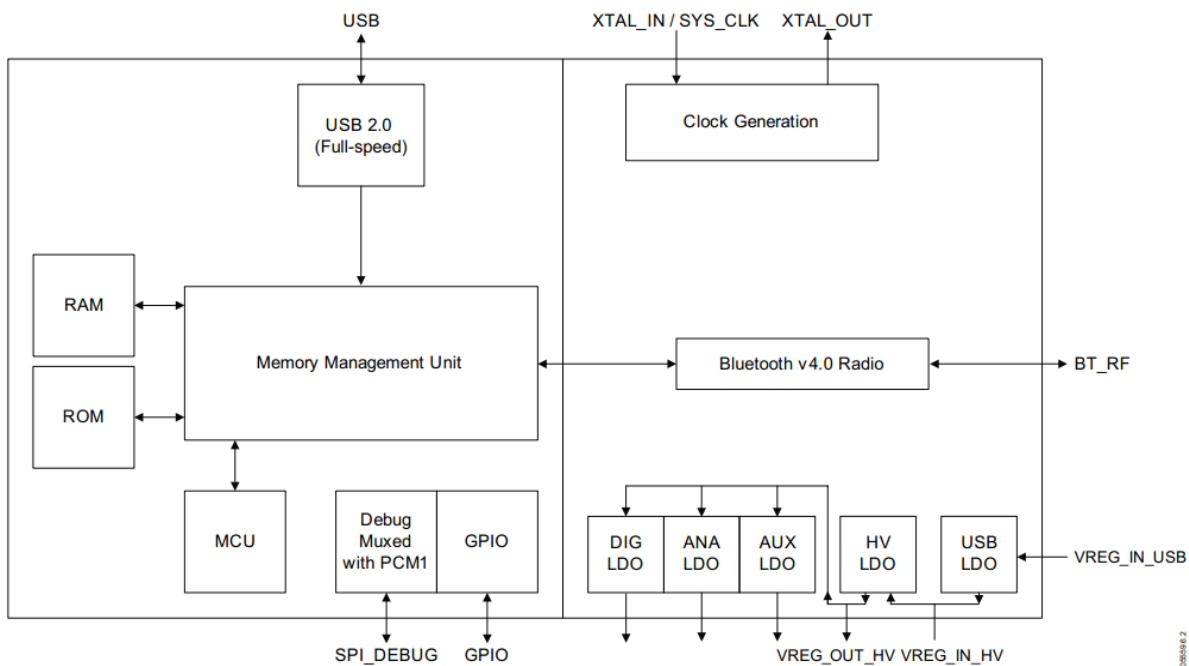 USB
XTAL_IN / SYS_CLK
XTAL_OUT
USB 2.0
(Full-speed)
Clock Generation
RAM
Memory Management Unit
Bluetooth v4.0 Radio
BT_RF
ROM
MCU
Debug
Muxed
with PCM1
GPIO
DIG
LDO
ANA
LDO
AUX
LDO
HV
LDO
USB
LDO
VREG_IN_USB
SPI_DEBUG
GPIO
VREG_OUT_HV
VREG_IN_HV